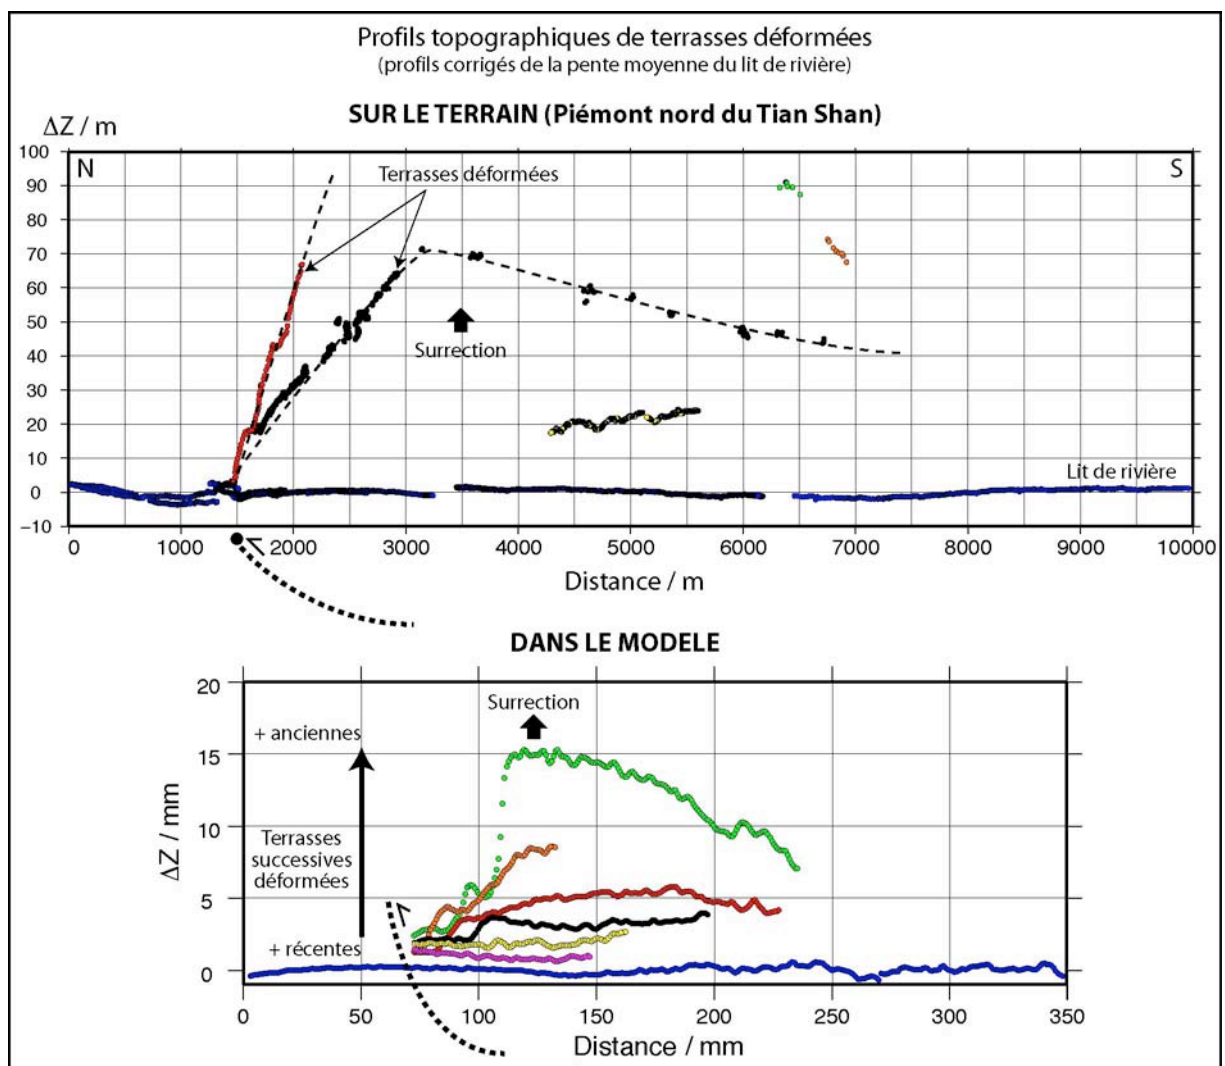 Profils topographiques de terrasses déformées
(profils corrigés de la pente moyenne du lit de rivière)
SUR LE TERRAIN (Piémont nord du Tian Shan)
ΔZ / m
100
90
80
70
60
50
40
30
20
10
0
−10
N
S
Terrasses déformées
Surrection
Lit de rivière
0 1000 2000 3000 4000 5000 6000 7000 8000 9000 10000
Distance / m
DANS LE MODELE
20
15
10
5
0
ΔZ / mm
Surrection
+ anciennes
Terrasses
successives
déformées
+ récentes
0 50 100 150 200 250 300 350
Distance / mm